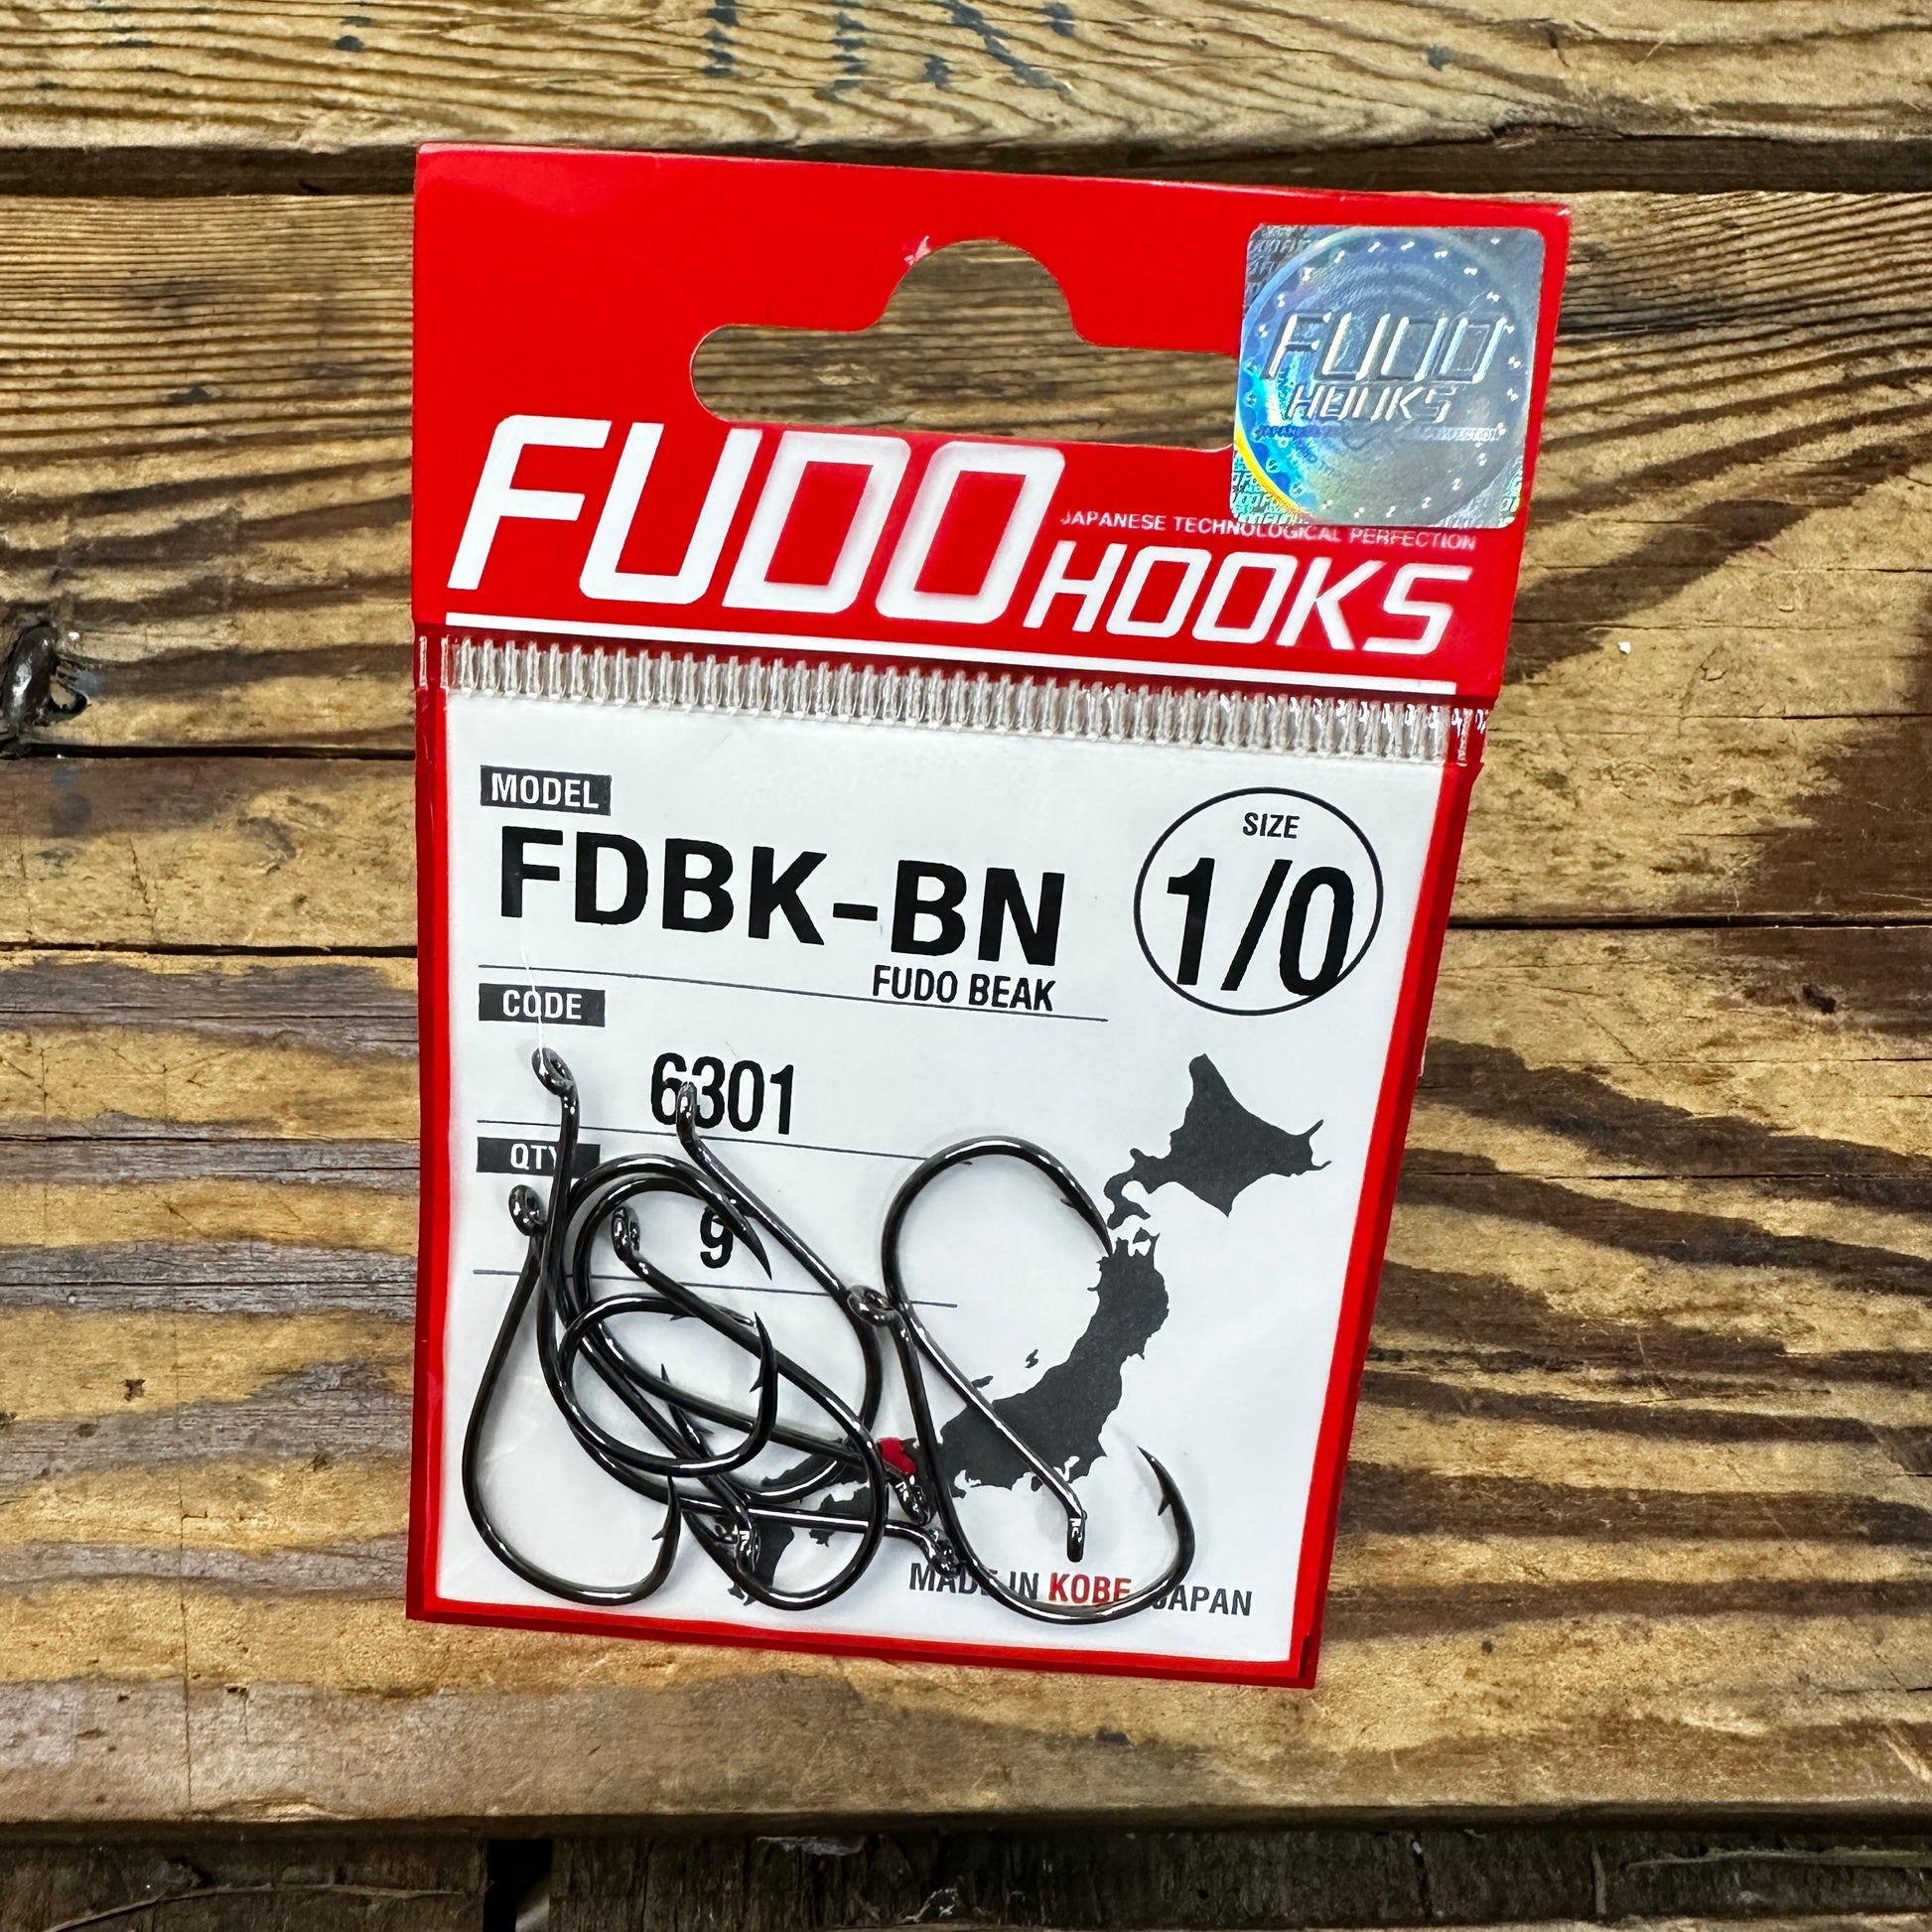 FUDO
HOOKS
JAPANESE TECHNOLOGICAL PERFECTION
FUDO HOOKS
MODEL
FDBK-BN
FUDO BEAK
SIZE
1/0
CODE
6301
QTY
9
MADE IN KOBE, JAPAN